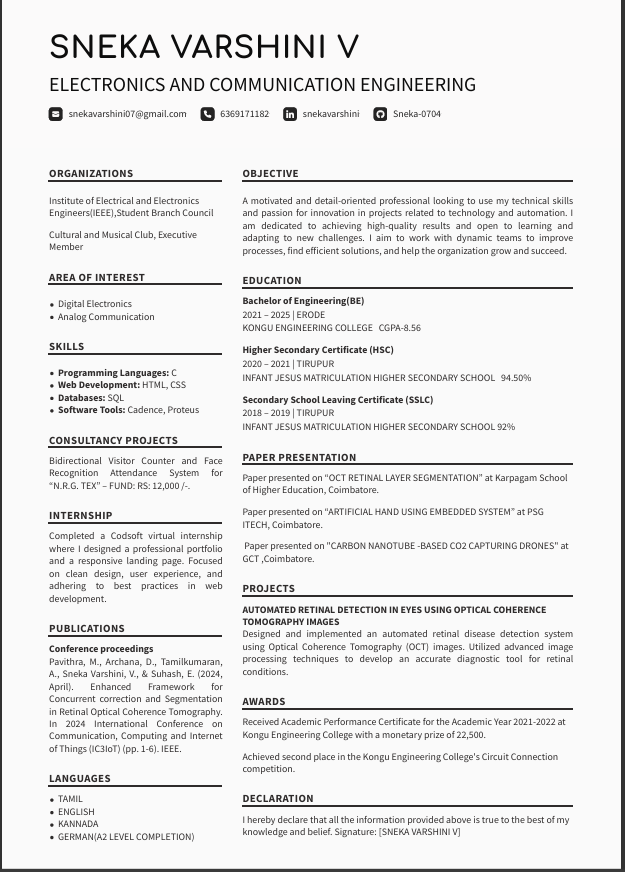 SNEKA VARSHINI V
ELECTRONICS AND COMMUNICATION ENGINEERING
snekavarshini07@gmail.com 6369171182 snekavarshini Sneka-0704
ORGANIZATIONS
Institute of Electrical and Electronics
Engineers(IEEE),Student Branch Council
Cultural and Musical Club, Executive
Member
AREA OF INTEREST
• Digital Electronics
• Analog Communication
SKILLS
• Programming Languages: C
• Web Development: HTML, CSS
• Databases: SQL
• Software Tools: Cadence, Proteus
CONSULTANCY PROJECTS
Bidirectional Visitor Counter and Face
Recognition Attendance System for
“N.R.G. TEX” – FUND: RS: 12,000 /-.
INTERNSHIP
Completed a Codsoft virtual internship
where I designed a professional portfolio
and a responsive landing page. Focused
on clean design, user experience, and
adhering to best practices in web
development.
PUBLICATIONS
Conference proceedings
Pavithra, M., Archana, D., Tamilkumaran,
A., Sneka Varshini, V., & Suhash, E. (2024,
April). Enhanced Framework for
Concurrent correction and Segmentation
in Retinal Optical Coherence Tomography.
In 2024 International Conference on
Communication, Computing and Internet
of Things (IC3IoT) (pp. 1-6). IEEE.
LANGUAGES
• TAMIL
• ENGLISH
• KANNADA
• GERMAN(A2 LEVEL COMPLETION)
OBJECTIVE
A motivated and detail-oriented professional looking to use my technical skills
and passion for innovation in projects related to technology and automation. I
am dedicated to achieving high-quality results and open to learning and
adapting to new challenges. I aim to work with dynamic teams to improve
processes, find efficient solutions, and help the organization grow and succeed.
EDUCATION
Bachelor of Engineering(BE)
2021 – 2025 | ERODE
KONGU ENGINEERING COLLEGE CGPA-8.56
Higher Secondary Certificate (HSC)
2020 – 2021 | TIRUPUR
INFANT JESUS MATRICULATION HIGHER SECONDARY SCHOOL 94.50%
Secondary School Leaving Certificate (SSLC)
2018 – 2019 | TIRUPUR
INFANT JESUS MATRICULATION HIGHER SECONDARY SCHOOL 92%
PAPER PRESENTATION
Paper presented on “OCT RETINAL LAYER SEGMENTATION” at Karpagam School
of Higher Education, Coimbatore.
Paper presented on “ARTIFICIAL HAND USING EMBEDDED SYSTEM” at PSG
ITECH, Coimbatore.
Paper presented on "CARBON NANOTUBE -BASED CO2 CAPTURING DRONES" at
GCT ,Coimbatore.
PROJECTS
AUTOMATED RETINAL DETECTION IN EYES USING OPTICAL COHERENCE
TOMOGRAPHY IMAGES
Designed and implemented an automated retinal disease detection system
using Optical Coherence Tomography (OCT) images. Utilized advanced image
processing techniques to develop an accurate diagnostic tool for retinal
conditions.
AWARDS
Received Academic Performance Certificate for the Academic Year 2021-2022 at
Kongu Engineering College with a monetary prize of 22,500.
Achieved second place in the Kongu Engineering College's Circuit Connection
competition.
DECLARATION
I hereby declare that all the information provided above is true to the best of my
knowledge and belief. Signature: [SNEKA VARSHINI V]